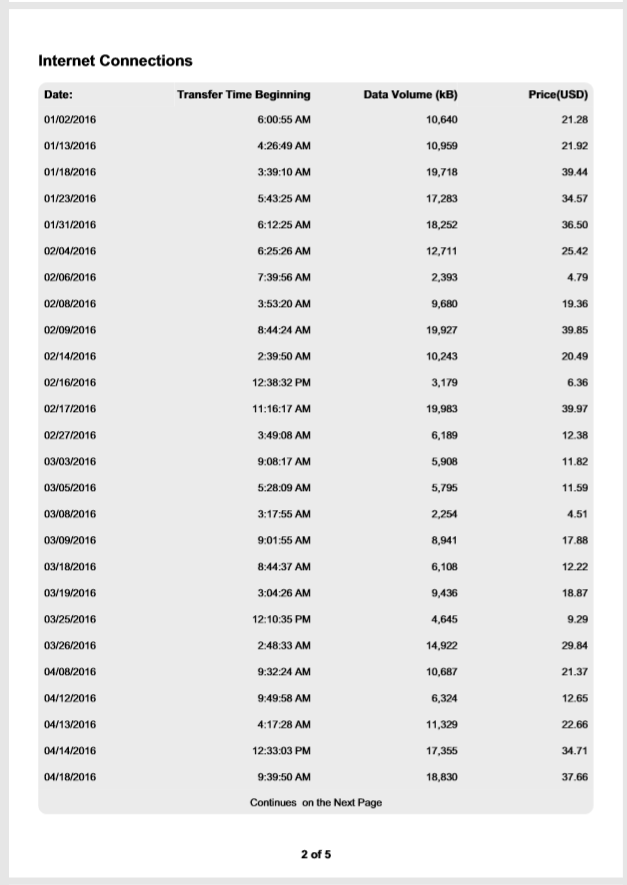 Internet Connections
Date: Transfer Time Beginning Data Volume (kB) Price(USD)
01/02/2016 6:00:55 AM 10,640 21.28
01/13/2016 4:26:49 AM 10,959 21.92
01/18/2016 3:39:10 AM 19,718 39.44
01/23/2016 5:43:25 AM 17,283 34.57
01/31/2016 6:12:25 AM 18,252 36.50
02/04/2016 6:25:26 AM 12,711 25.42
02/06/2016 7:39:56 AM 2,393 4.79
02/08/2016 3:53:20 AM 9,680 19.36
02/09/2016 8:44:24 AM 19,927 39.85
02/14/2016 2:39:50 AM 10,243 20.49
02/16/2016 12:38:32 PM 3,179 6.36
02/17/2016 11:16:17 AM 19,983 39.97
02/27/2016 3:49:08 AM 6,189 12.38
03/03/2016 9:08:17 AM 5,908 11.82
03/05/2016 5:28:09 AM 5,795 11.59
03/08/2016 3:17:55 AM 2,254 4.51
03/09/2016 9:01:55 AM 8,941 17.88
03/18/2016 8:44:37 AM 6,108 12.22
03/19/2016 3:04:26 AM 9,436 18.87
03/25/2016 12:10:35 PM 4,645 9.29
03/26/2016 2:48:33 AM 14,922 29.84
04/08/2016 9:32:24 AM 10,687 21.37
04/12/2016 9:49:58 AM 6,324 12.65
04/13/2016 4:17:28 AM 11,329 22.66
04/14/2016 12:33:03 PM 17,355 34.71
04/18/2016 9:39:50 AM 18,830 37.66
Continues on the Next Page
2 of 5